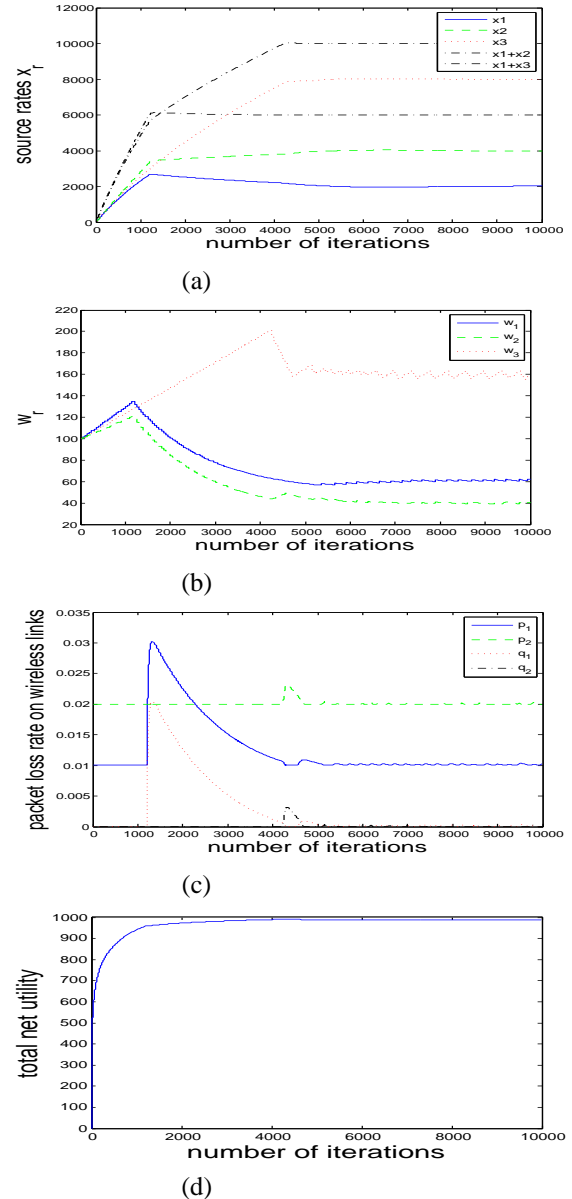 source rates x_r
12000
10000
8000
6000
4000
2000
0
x1
x2
x3
x1+x2
x1+x3
0 1000 2000 3000 4000 5000 6000 7000 8000 9000 10000
number of iterations
(a)
w_r
220
200
180
160
140
120
100
80
60
40
20
w_1
w_2
w_3
0 1000 2000 3000 4000 5000 6000 7000 8000 9000 10000
number of iterations
(b)
packet loss rate on wireless links
0.035
0.03
0.025
0.02
0.015
0.01
0.005
0
p_1
p_2
q_1
q_2
0 1000 2000 3000 4000 5000 6000 7000 8000 9000 10000
number of iterations
(c)
total net utility
1000
900
800
700
600
500
400
300
200
100
0
0 2000 4000 6000 8000 10000
number of iterations
(d)